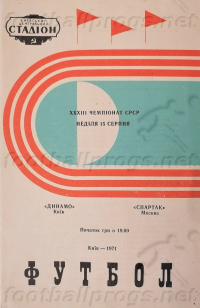 СТАДІОН
XXXIII ЧЕМПІОНАТ СРСР
НЕДІЛЯ 15 СЕРПНЯ
«ДИНАМО»
Київ
«СПАРТАК»
Москва
Початок гри о 19.00
Київ — 1971
ФУТБОЛ
footballprogs.net